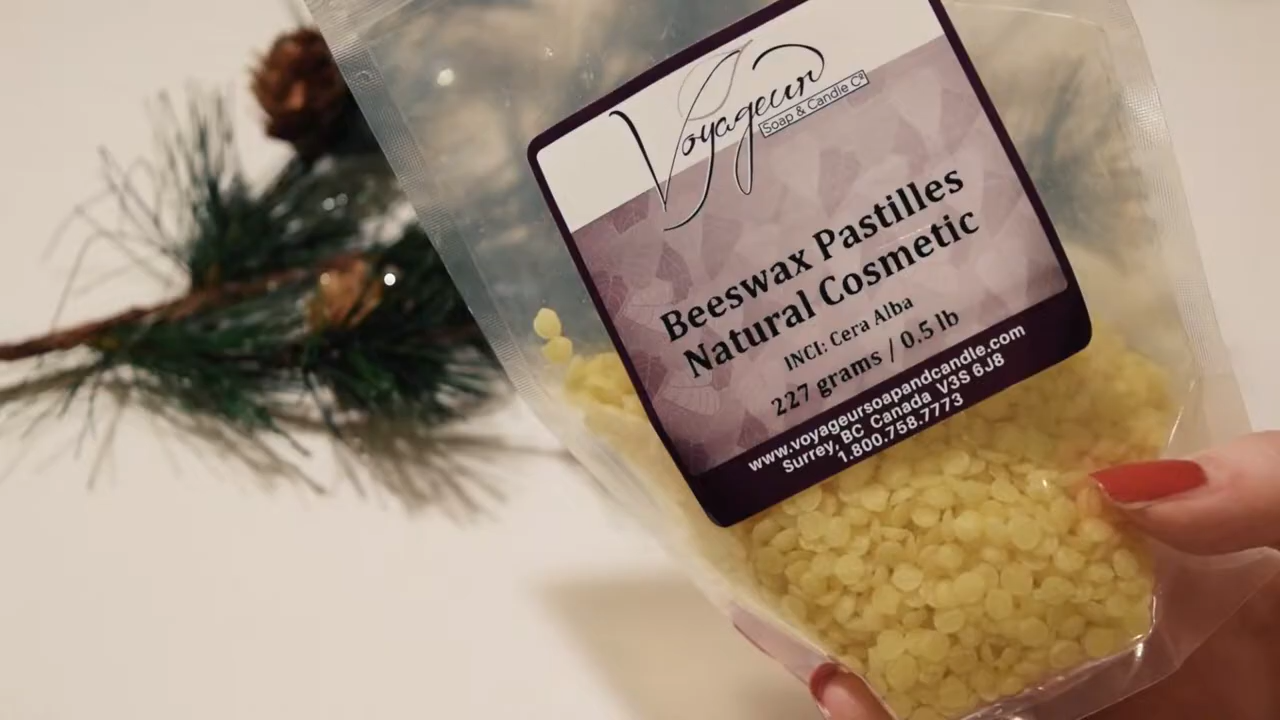 Voyageur
Soap & Candle Co
Beeswax Pastilles
Natural Cosmetic
INCI: Cera Alba
227 grams / 0.5 lb
www.voyageursoapandcandle.com
Surrey, BC Canada V3S 6J8
1.800.758.7773